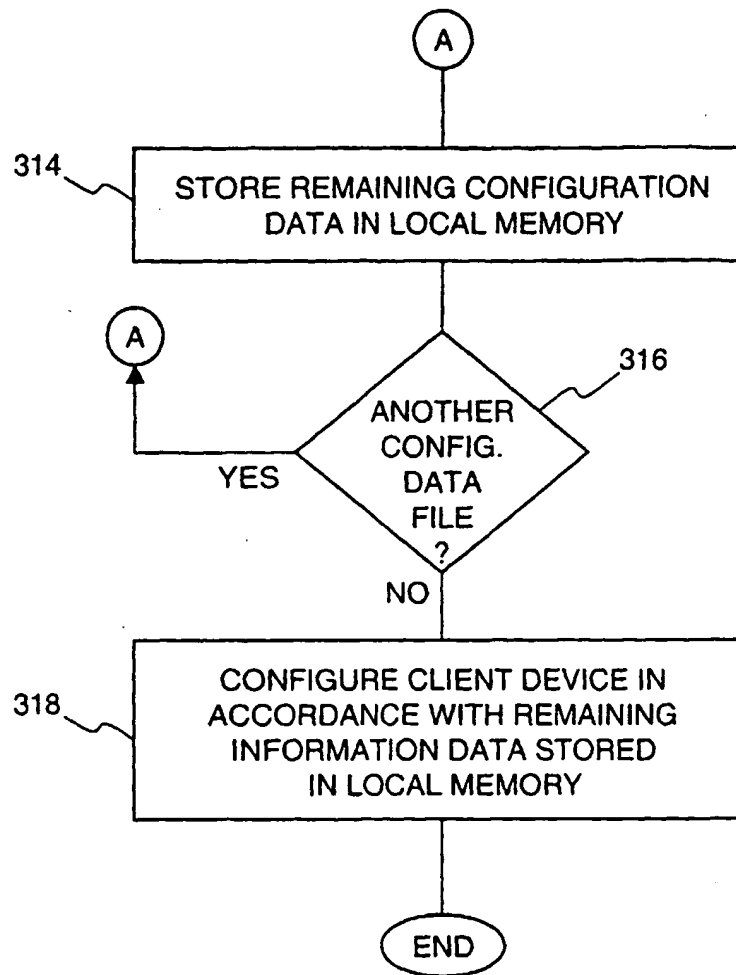 A
314
STORE REMAINING CONFIGURATION
DATA IN LOCAL MEMORY
A
316
ANOTHER
CONFIG.
DATA
FILE
?
YES
NO
318
CONFIGURE CLIENT DEVICE IN
ACCORDANCE WITH REMAINING
INFORMATION DATA STORED
IN LOCAL MEMORY
END